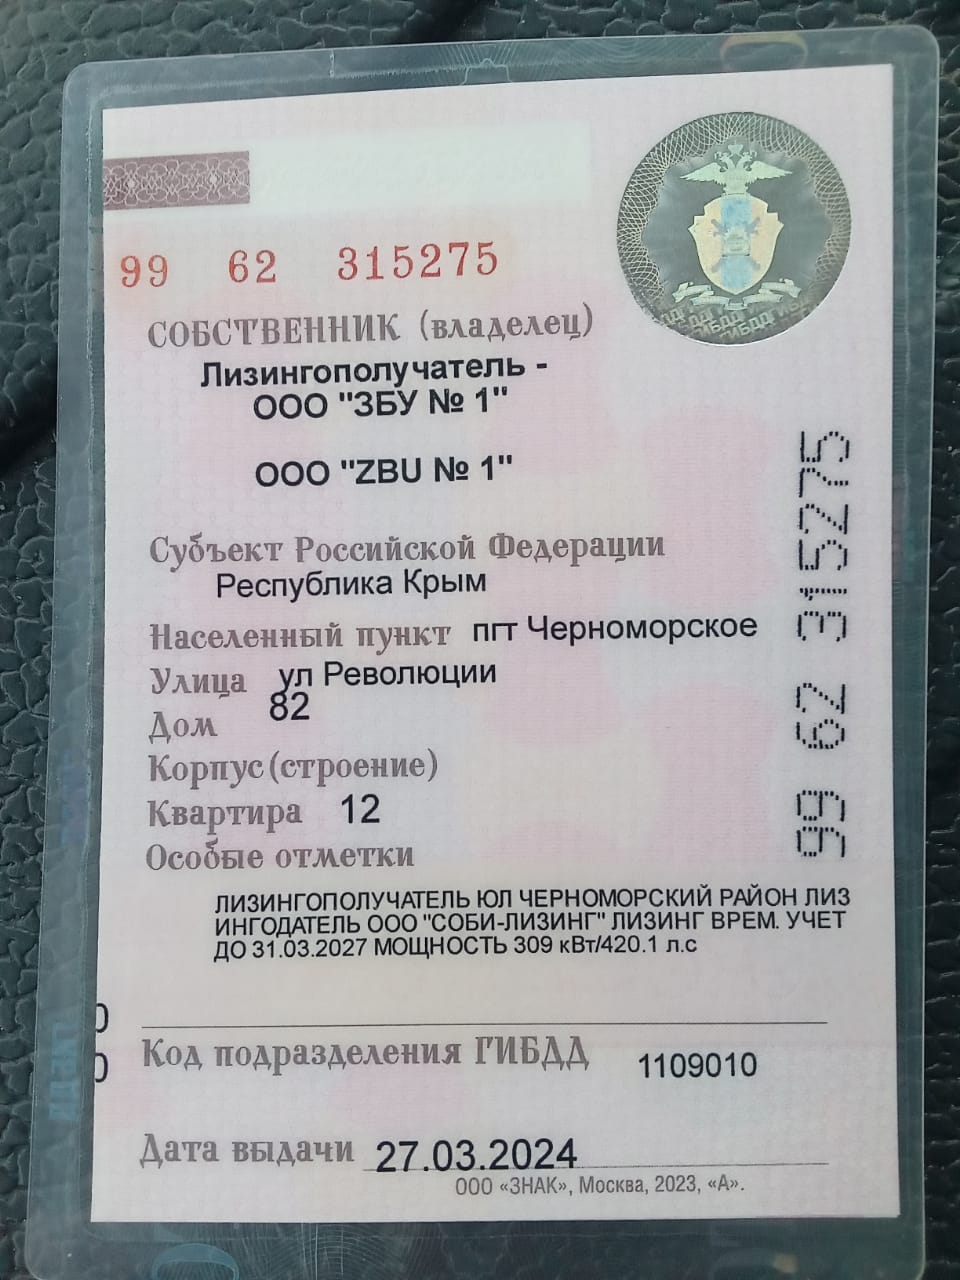 99 62 315275
СОБСТВЕННИК (владелец)
Лизингополучатель -
ООО "ЗБУ № 1"
ООО "ZBU № 1"
Субъект Российской Федерации
Республика Крым
Населенный пункт пгт Черноморское
Улица ул Революции
Дом 82
Корпус(строение)
Квартира 12
Особые отметки
ЛИЗИНГОПОЛУЧАТЕЛЬ ЮЛ ЧЕРНОМОРСКИЙ РАЙОН ЛИЗ
ИНГОДАТЕЛЬ ООО "СОБИ-ЛИЗИНГ" ЛИЗИНГ ВРЕМ. УЧЕТ
ДО 31.03.2027 МОЩНОСТЬ 309 кВт/420.1 л.с
Код подразделения ГИБДД 1109010
Дата выдачи 27.03.2024
ООО «ЗНАК», Москва, 2023, «А».
99 62 315275